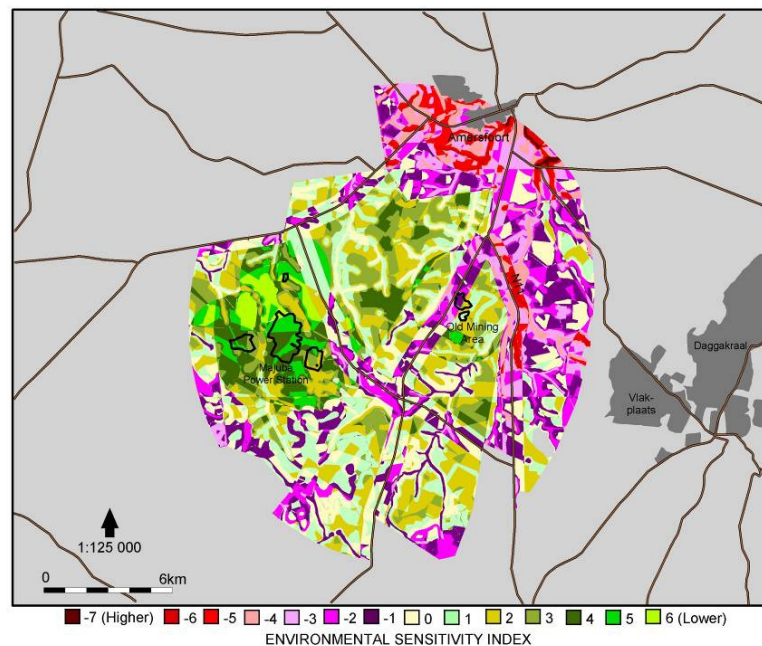 Amersfoort
N11
Old Mining
Area
Majuba
Power Station
Daggakraal
Vlak-
plaats
1:125 000
0 6km
-7 (Higher) -6 -5 -4 -3 -2 -1 0 1 2 3 4 5 6 (Lower)
ENVIRONMENTAL SENSITIVITY INDEX